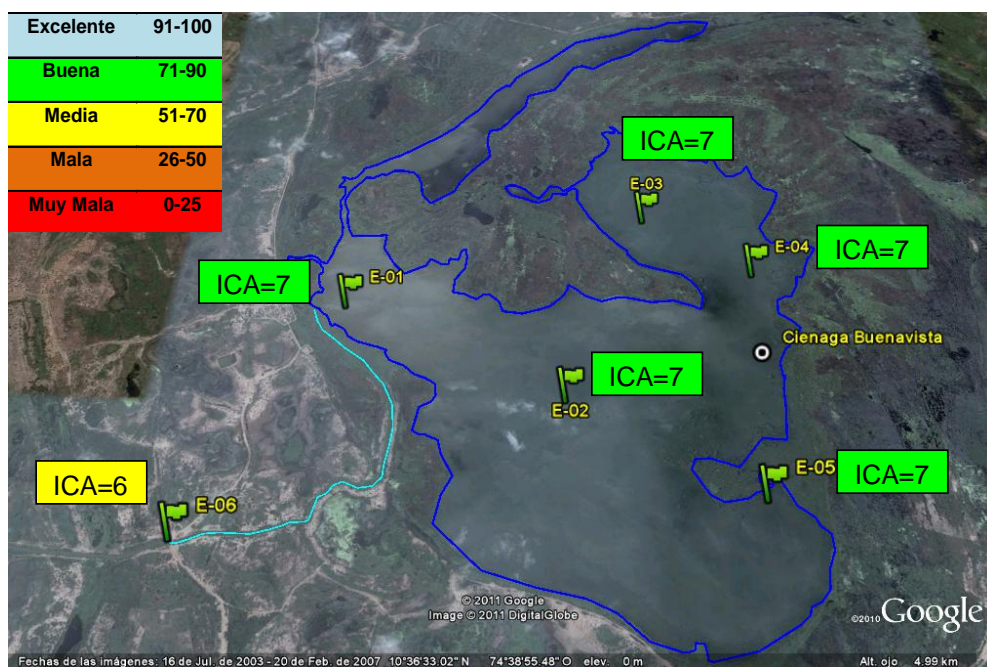 Excelente 91-100
Buena 71-90
Media 51-70
Mala 26-50
Muy Mala 0-25
ICA=7
E-03
E-04
ICA=7
ICA=7
E-01
Cienaga Buenavista
ICA=7
E-02
E-05
ICA=7
ICA=6
E-06
© 2011 Google
Image © 2011 DigitalGlobe
©2010 Google
Fechas de las imágenes: 16 de Jul. de 2003 - 20 de Feb. de 2007 10°36'33.02" N 74°38'55.48" O elev. 0 m Alt. ojo 4.99 km